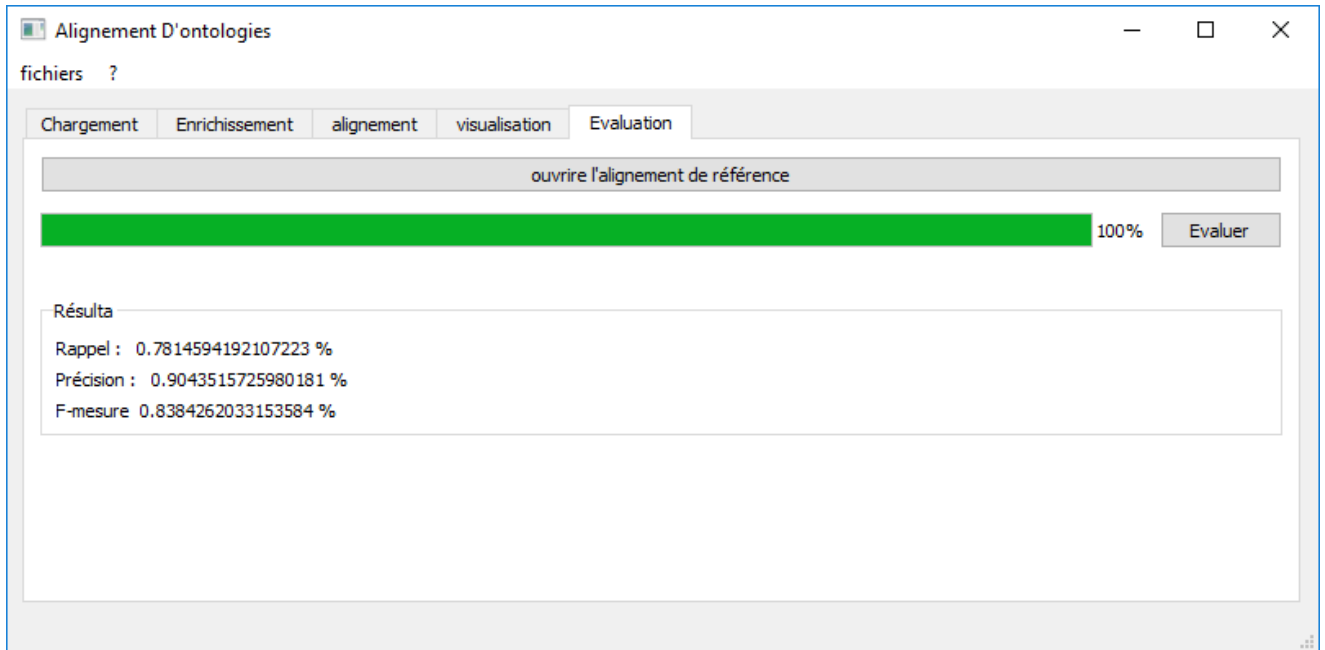 Alignement D'ontologies
fichiers ?
Chargement Enrichissement alignement visualisation Evaluation
ouvrire l'alignement de référence
100% Evaluer
Résulta
Rappel : 0.7814594192107223 %
Précision : 0.9043515725980181 %
F-mesure 0.8384262033153584 %